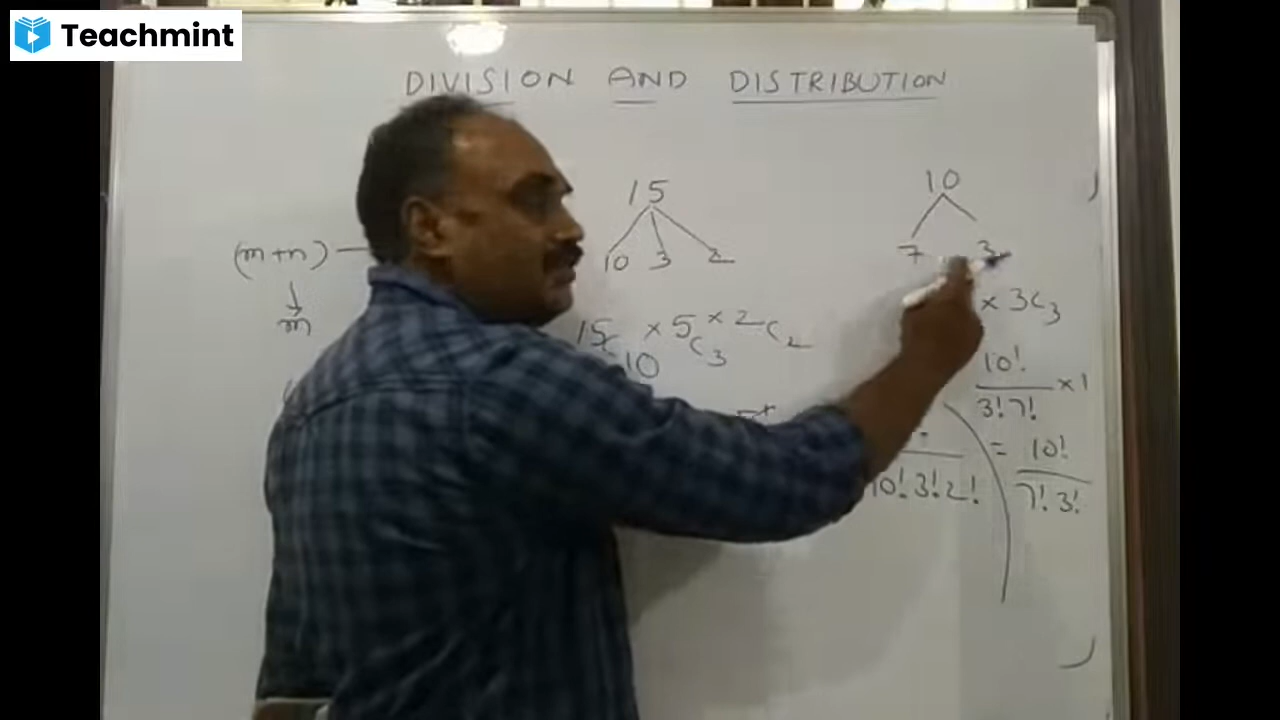 Teachmint
DIVISION AND DISTRIBUTION
(m+n) —
↓
m
15
10 3 2
15C10 × 5C3 × 2C2
10! 3! 2!
10
7 3
× 3C3
10!/3!7! × 1
= 10!/7! 3!